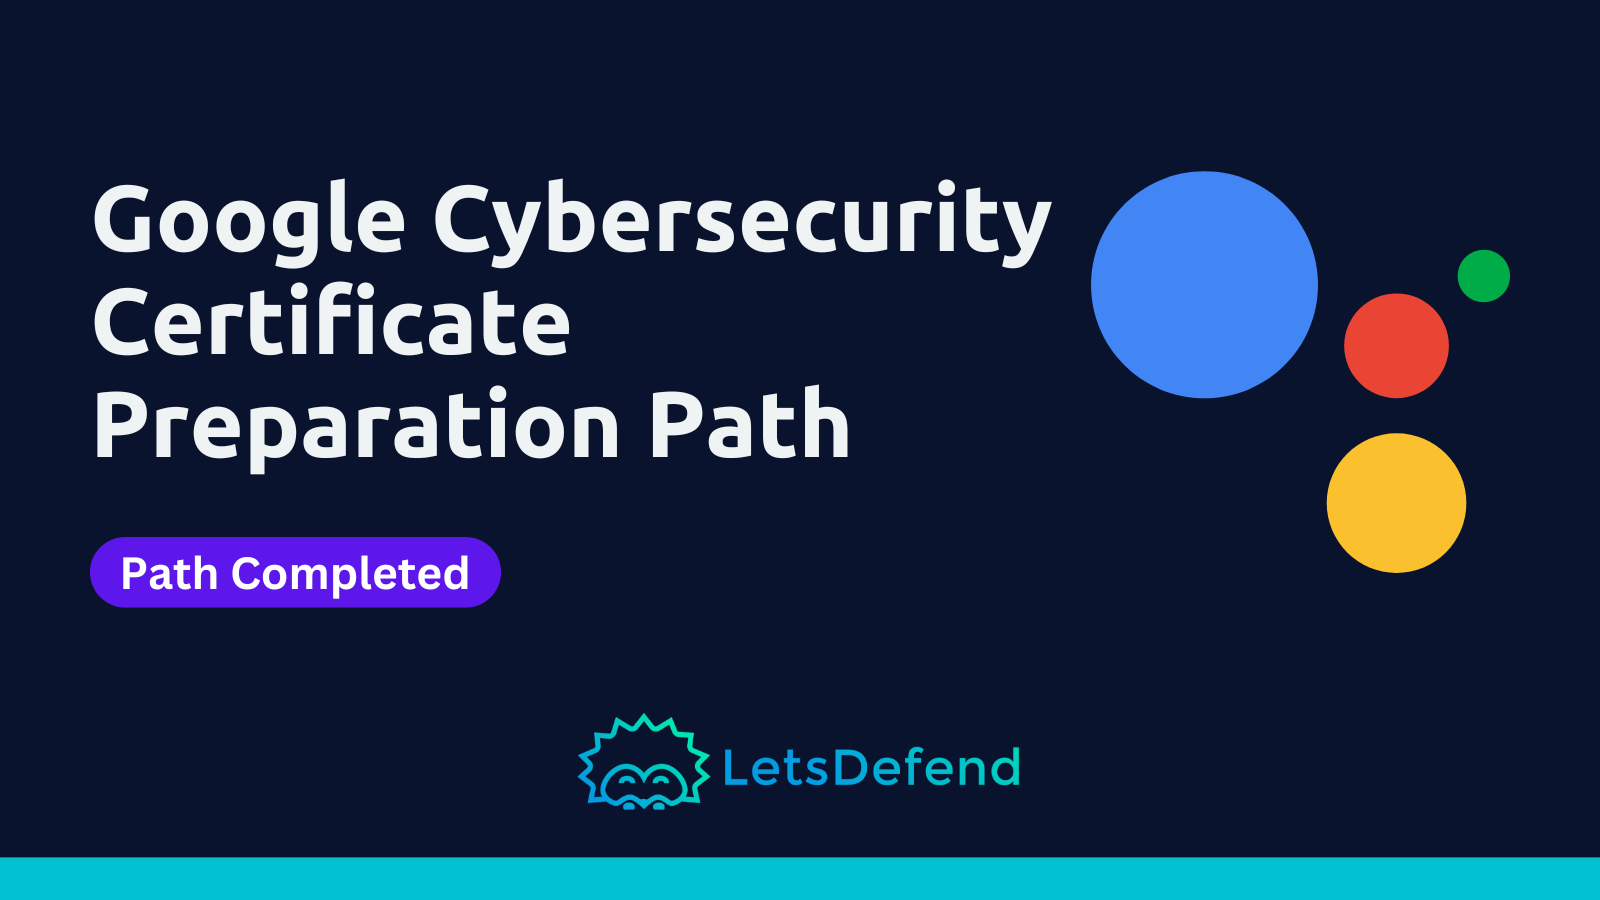 Google Cybersecurity
Certificate
Preparation Path
Path Completed
LetsDefend